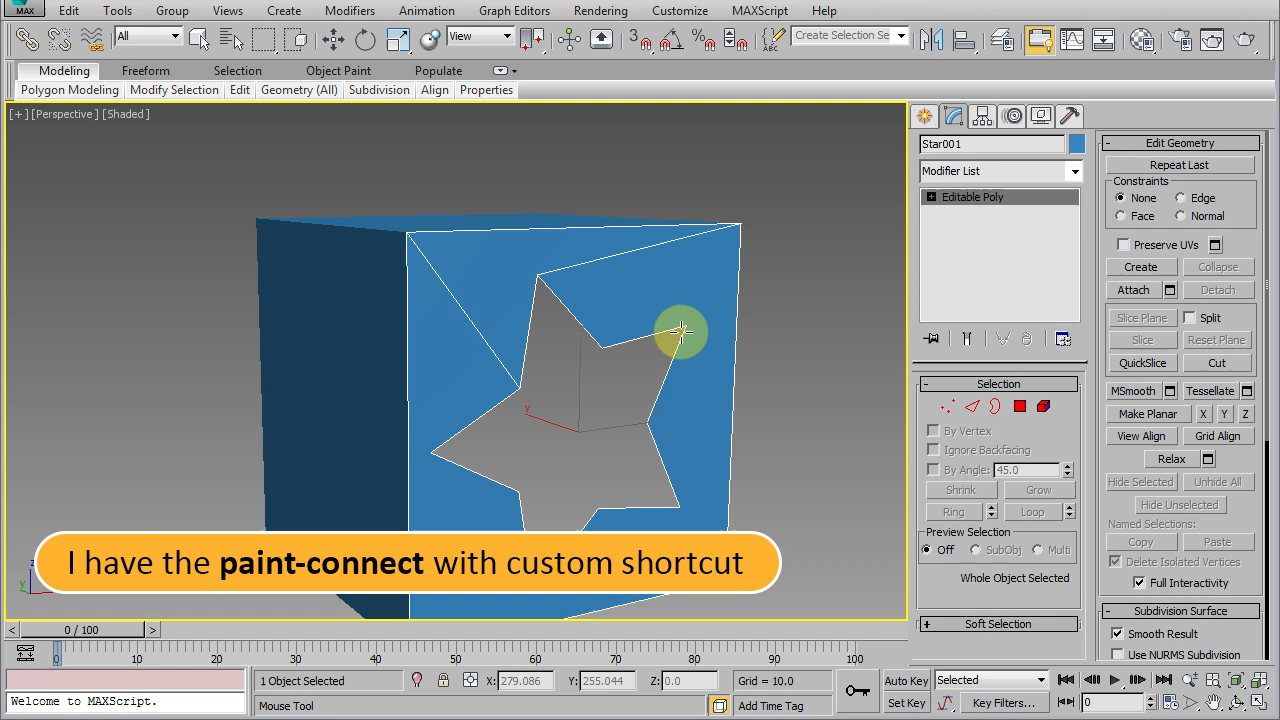 MAX
Edit Tools Group Views Create Modifiers Animation Graph Editors Rendering Customize MAXScript Help
All View 3 Create Selection Se
Modeling Freeform Selection Object Paint Populate
Polygon Modeling Modify Selection Edit Geometry (All) Subdivision Align Properties
[+][Perspective][Shaded]
Star001
Modifier List
Editable Poly
Selection
By Vertex
Ignore Backfacing
By Angle: 45.0
Shrink Grow
Ring Loop
Preview Selection
Off SubObj Multi
Whole Object Selected
Soft Selection
Edit Geometry
Repeat Last
Constraints
None Edge
Face Normal
Preserve UVs
Create Collapse
Attach Detach
Slice Plane Split
Slice Reset Plane
QuickSlice Cut
MSmooth Tessellate
Make Planar X Y Z
View Align Grid Align
Relax
Hide Selected Unhide All
Hide Unselected
Named Selections:
Copy Paste
Delete Isolated Vertices
Full Interactivity
Subdivision Surface
Smooth Result
Use NURMS Subdivision
y
I have the paint-connect with custom shortcut
z
y
< 0 / 100 >
0 10 20 30 40 50 60 70 80 90 100
1 Object Selected X: 279.086 Y: 255.044 Z: 0.0 Grid = 10.0 Auto Key Selected
Welcome to MAXScript. Mouse Tool Add Time Tag Set Key Key Filters... 0